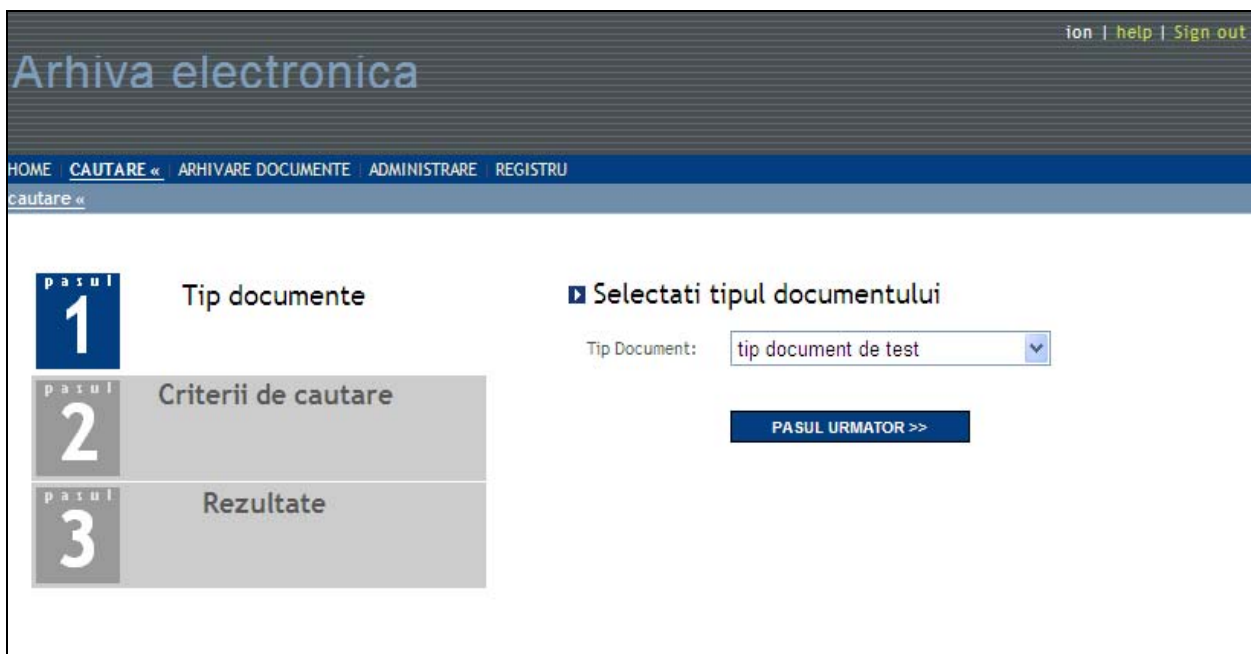 ion | help | Sign out
Arhiva electronica
HOME | CAUTARE « | ARHIVARE DOCUMENTE | ADMINISTRARE | REGISTRU
cautare «
pasul
1
Tip documente
Selectati tipul documentului
Tip Document: tip document de test
pasul
2
Criterii de cautare
PASUL URMATOR >>
pasul
3
Rezultate